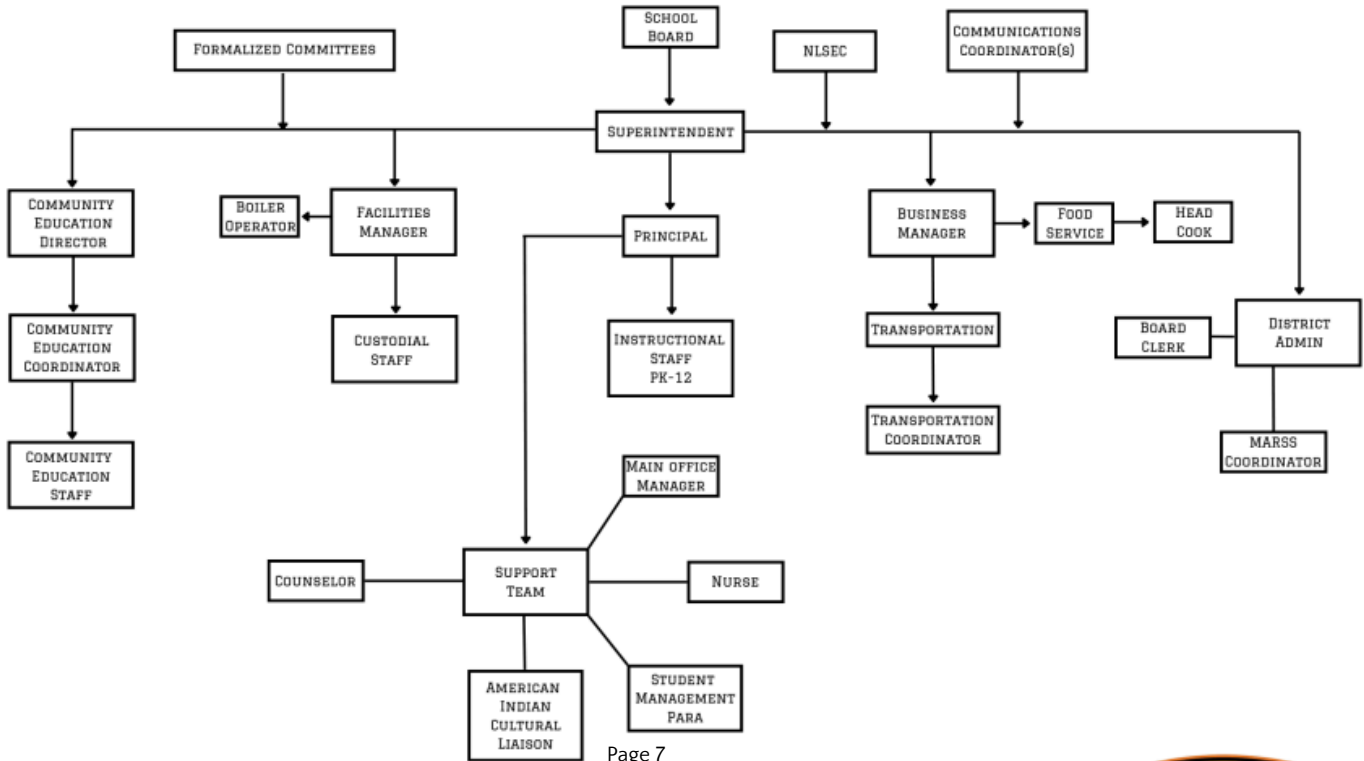 SCHOOL
BOARD
FORMALIZED COMMITTEES
NLSEC
COMMUNICATIONS
COORDINATOR(S)
SUPERINTENDENT
COMMUNITY
EDUCATION
DIRECTOR
BOILER
OPERATOR
FACILITIES
MANAGER
PRINCIPAL
BUSINESS
MANAGER
FOOD
SERVICE
HEAD
COOK
COMMUNITY
EDUCATION
COORDINATOR
CUSTODIAL
STAFF
INSTRUCTIONAL
STAFF
PK-12
TRANSPORTATION
BOARD
CLERK
DISTRICT
ADMIN
TRANSPORTATION
COORDINATOR
MARSS
COORDINATOR
COMMUNITY
EDUCATION
STAFF
MAIN OFFICE
MANAGER
COUNSELOR
SUPPORT
TEAM
NURSE
AMERICAN
INDIAN
CULTURAL
LIAISON
STUDENT
MANAGEMENT
PARA
Page 7